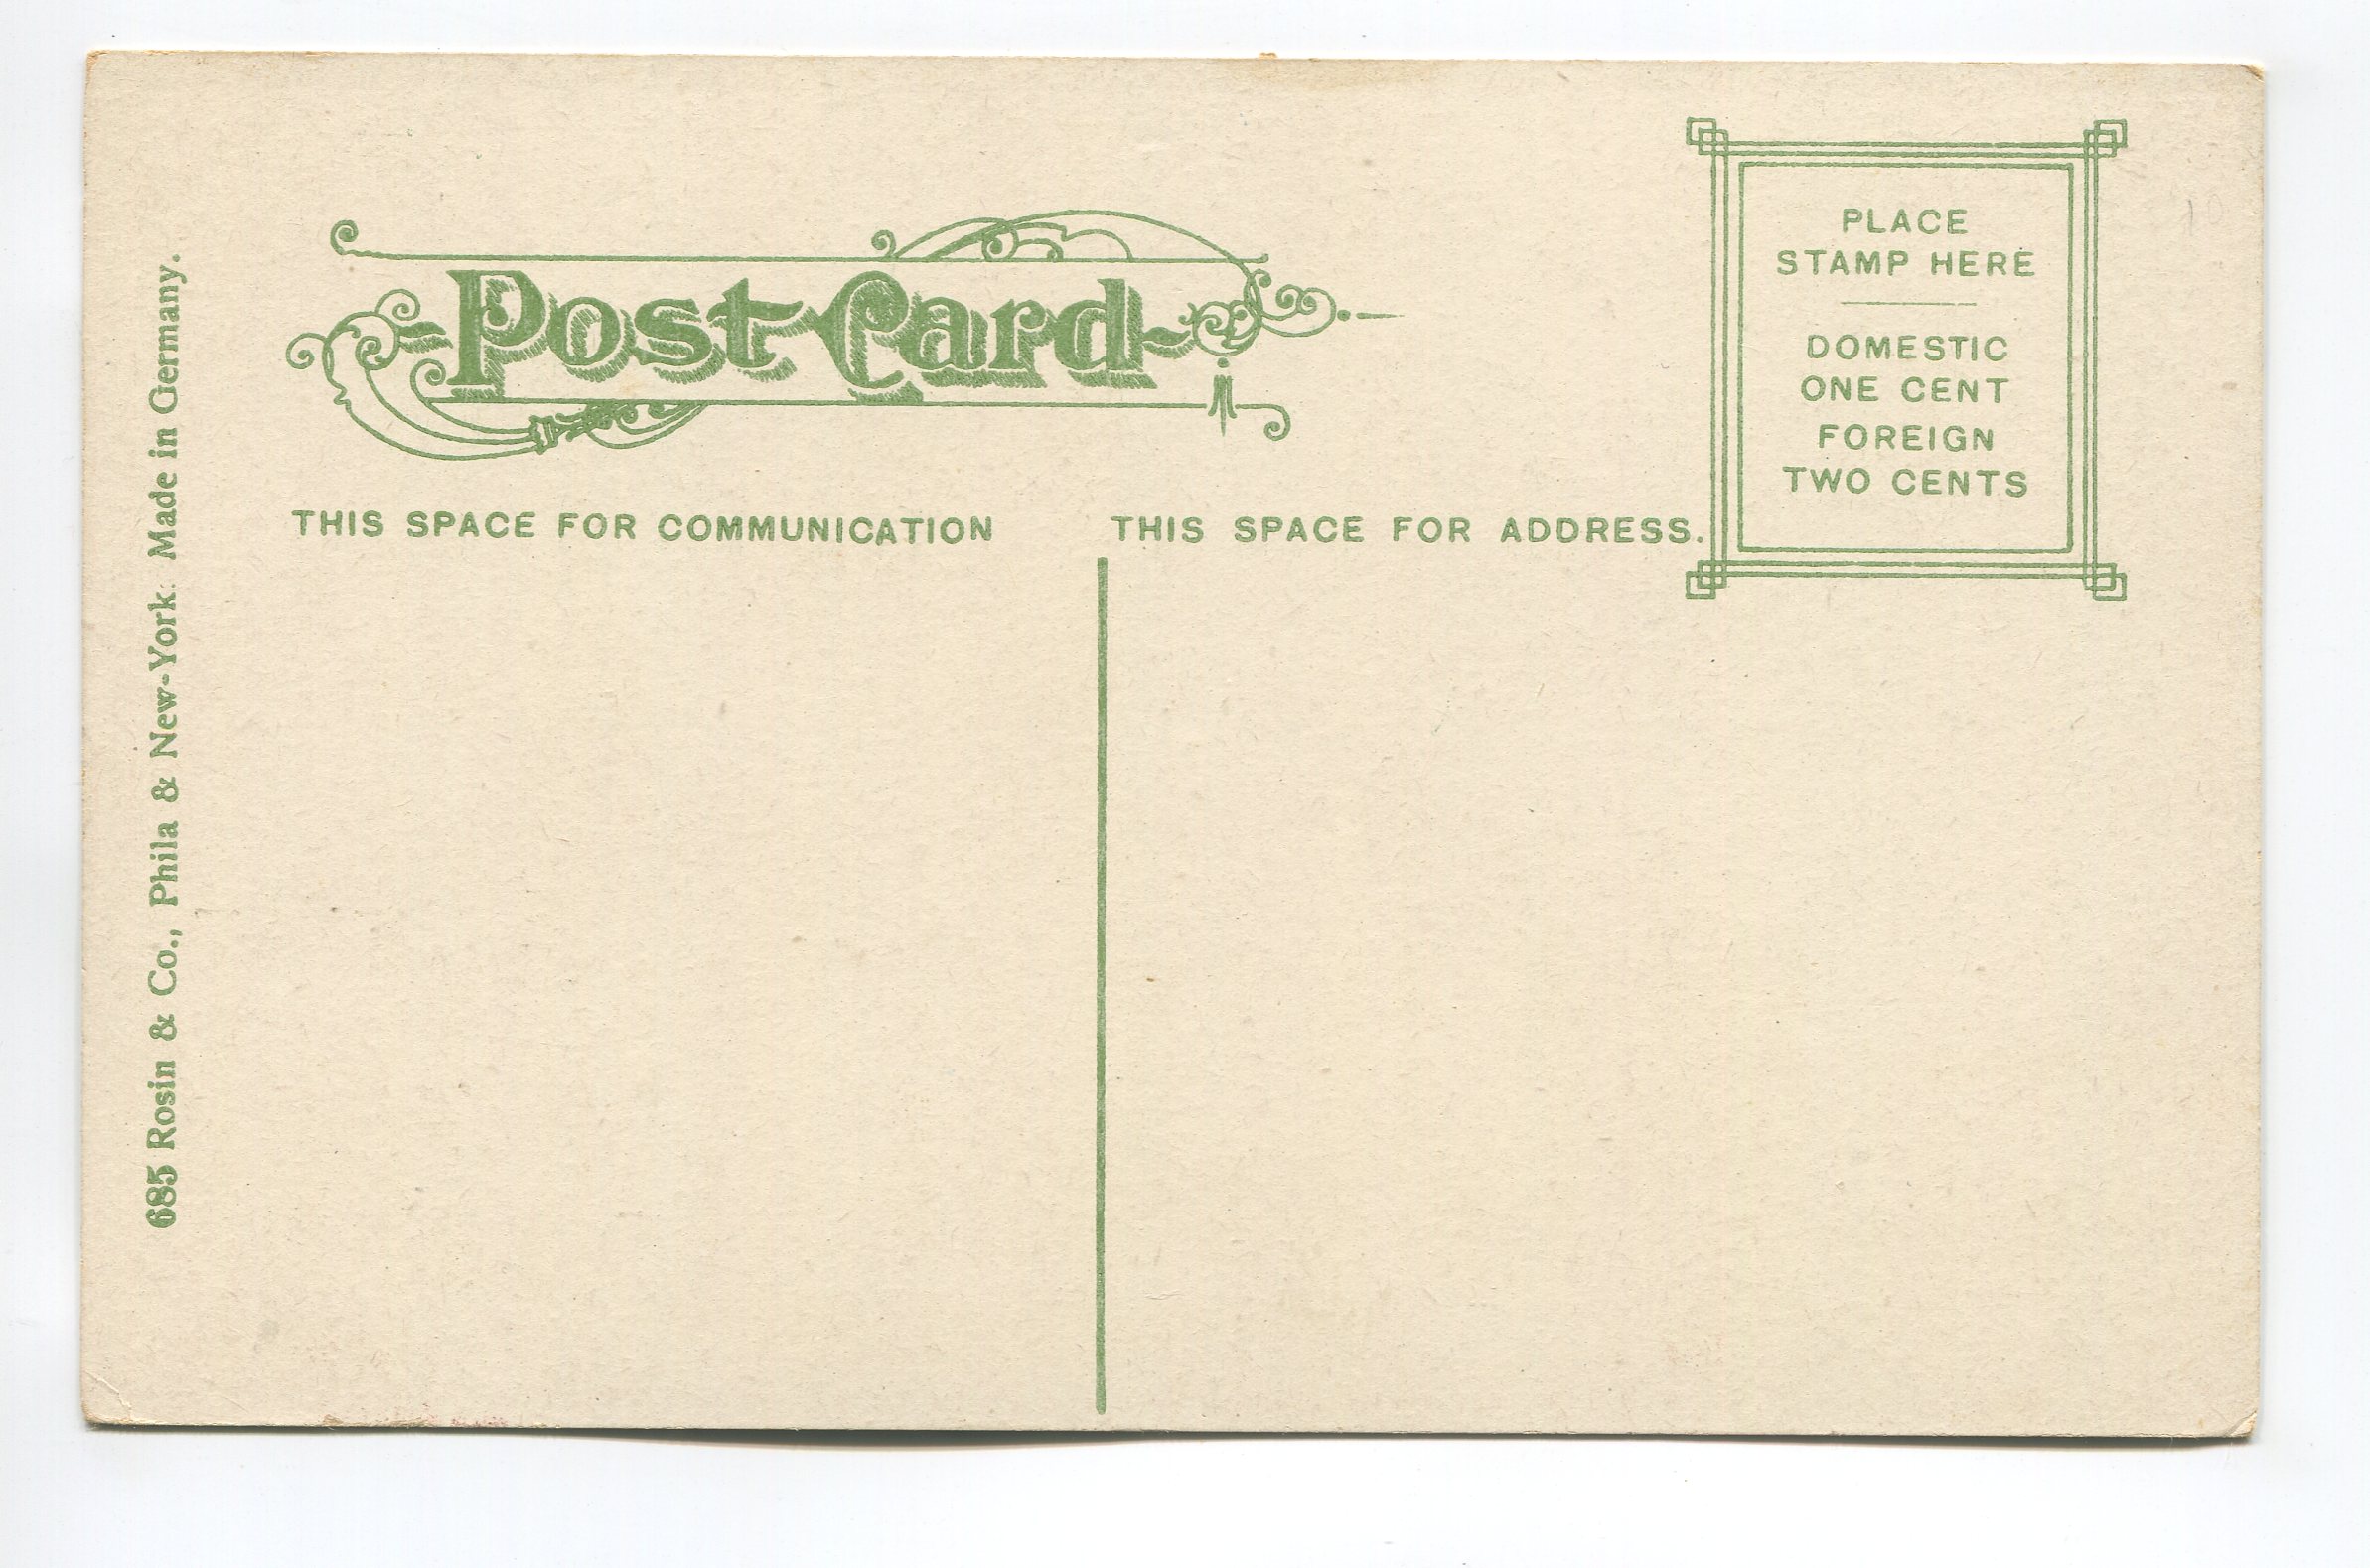 Post Card
PLACE
STAMP HERE
DOMESTIC
ONE CENT
FOREIGN
TWO CENTS
THIS SPACE FOR COMMUNICATION
THIS SPACE FOR ADDRESS.
685 Rosin & Co., Phila & New-York. Made in Germany.
10